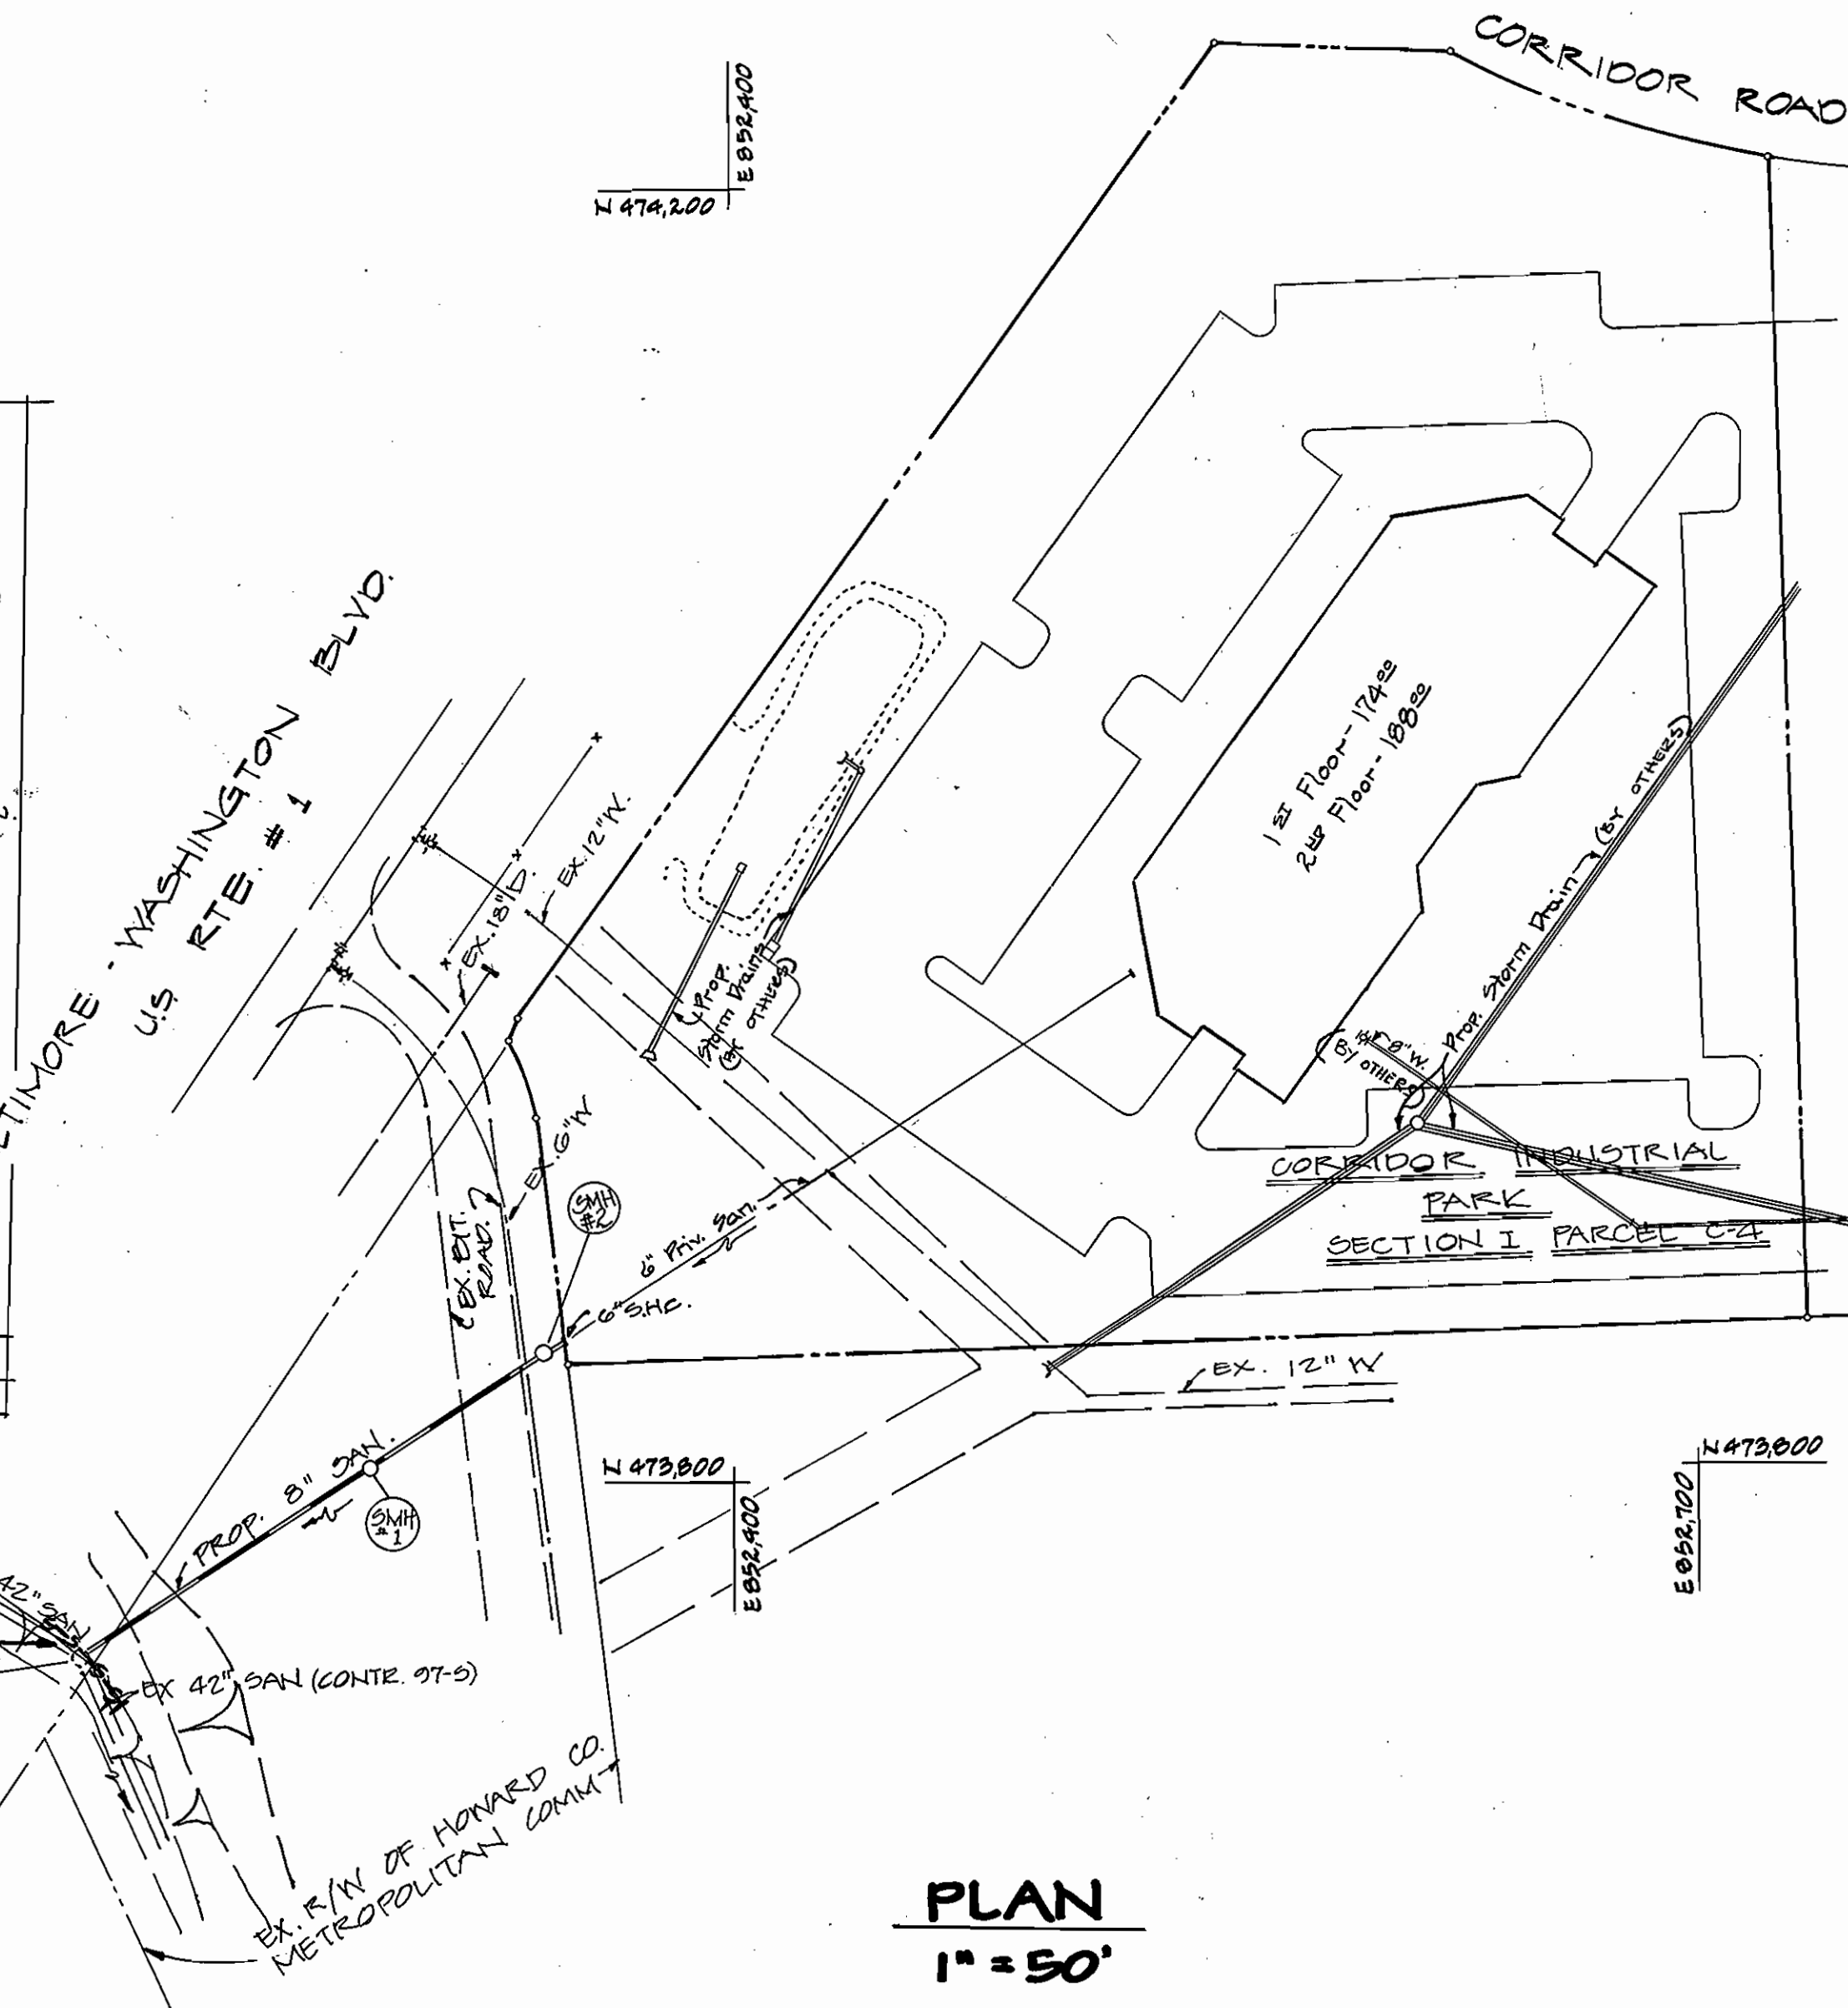 CORRIDOR ROAD
E 852,400
N 474,200
TIMORE - WASHINGTON BLVD.
U.S. RTE. # 1
EX. 12" W.
EX. 18" D.
1ST Floor - 174.00
2ND Floor - 188.00
Prop. Storm Drain (By OTHERS)
Prop.
Storm Drains
(By OTHERS)
8" W.
(By OTHERS)
EX. 6" W
EX. BIT.
ROAD.
SMH
#2
6" Priv. San.
6" S.H.C.
CORRIDOR INDUSTRIAL
PARK
SECTION I PARCEL C-4
EX. 12" W
N 473,800
E 852,400
N 473,800
E 852,700
PROP. 8" SAN.
SMH
# 1
42" SAN
EX 42" SAN (CONTR. 97-S)
EX. R/W OF HOWARD CO.
METROPOLITAN COMM
PLAN
1" = 50'